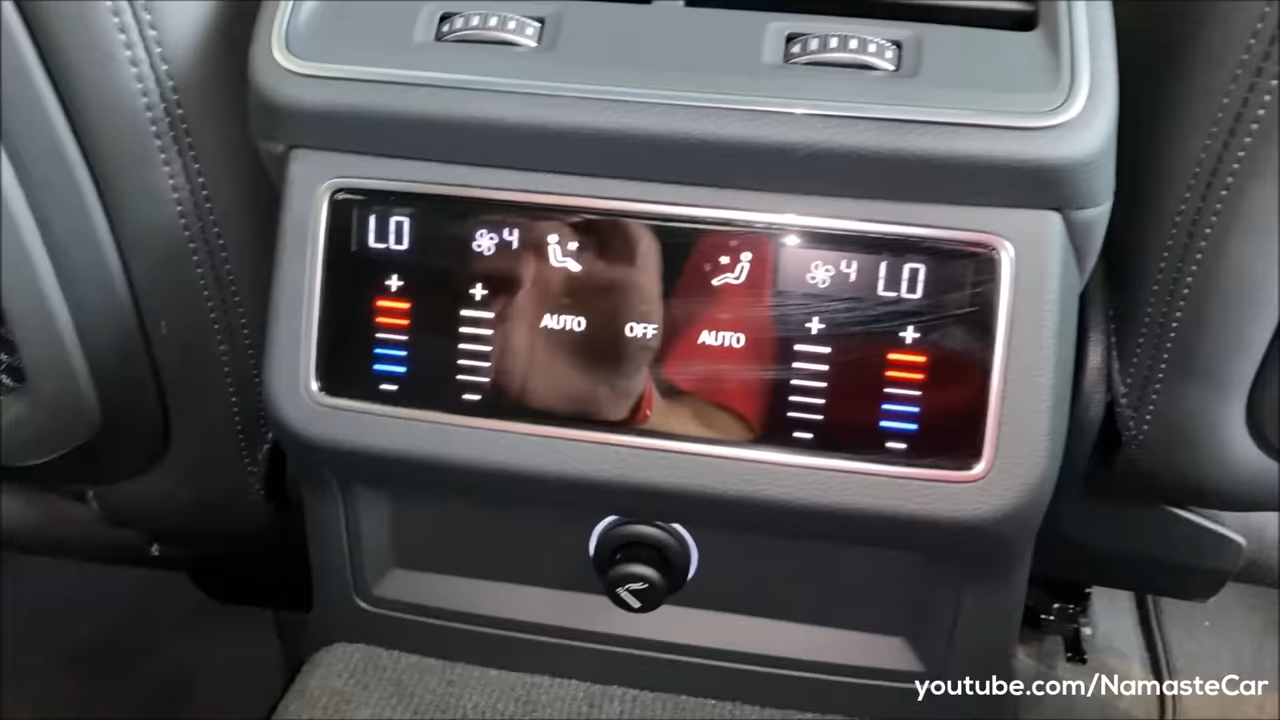 LO 4 4 LO
+ + + +
AUTO OFF AUTO
youtube.com/NamasteCar